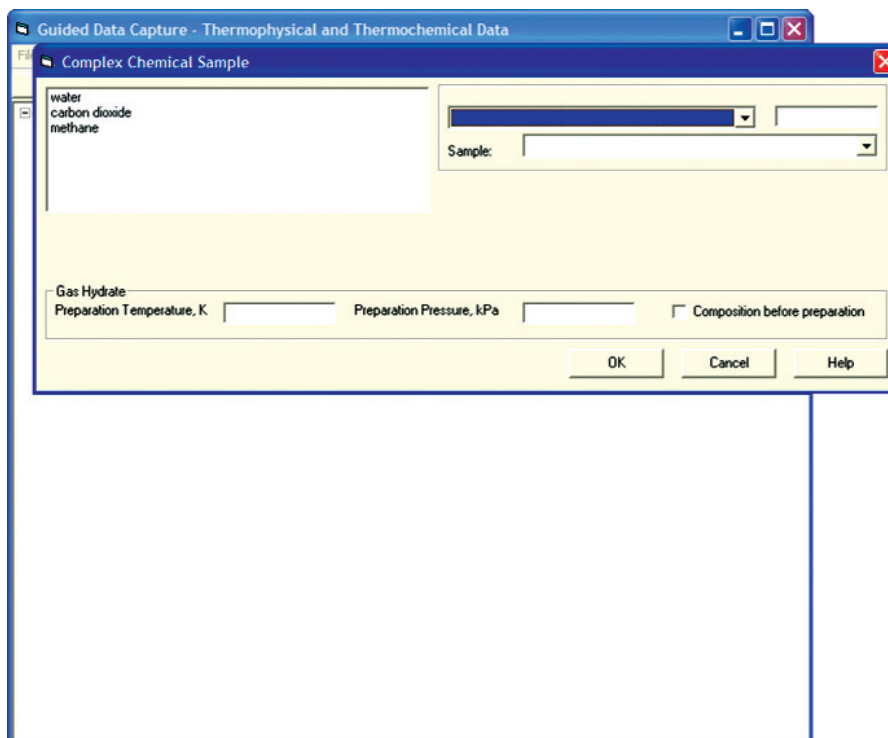 Guided Data Capture - Thermophysical and Thermochemical Data
Complex Chemical Sample
water
carbon dioxide
methane
Sample:
Gas Hydrate
Preparation Temperature, K
Preparation Pressure, kPa
Composition before preparation
OK
Cancel
Help